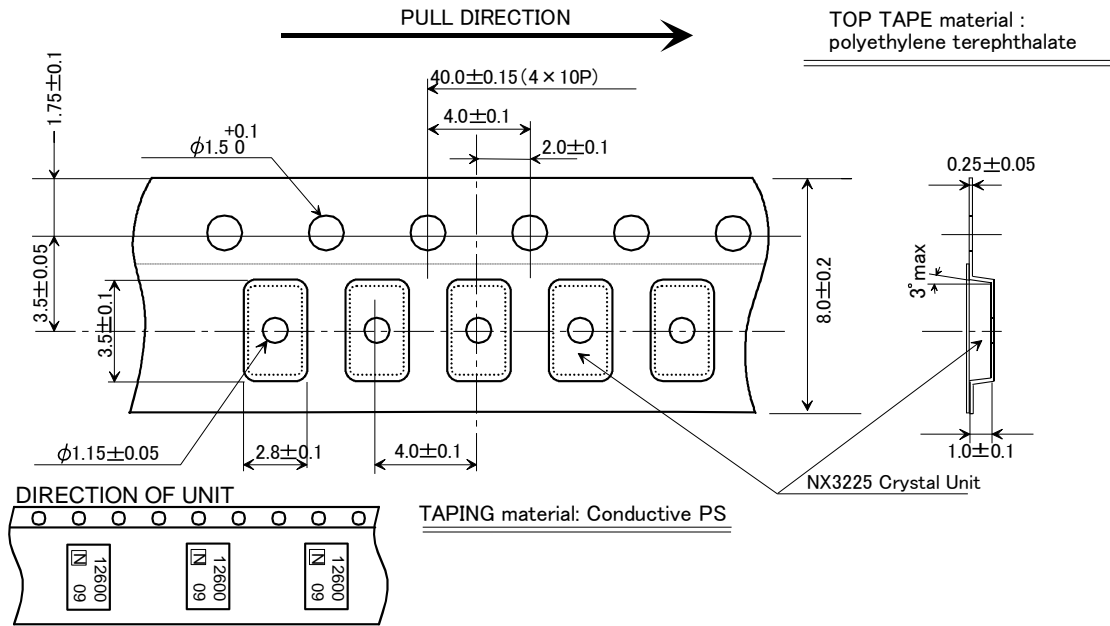 PULL DIRECTION
TOP TAPE material :
polyethylene terephthalate
1.75±0.1
40.0±0.15(4×10P)
4.0±0.1
+0.1
ϕ1.5 0
2.0±0.1
0.25±0.05
3.5±0.05
3.5±0.1
8.0±0.2
3°max
ϕ1.15±0.05
2.8±0.1
4.0±0.1
1.0±0.1
NX3225 Crystal Unit
DIRECTION OF UNIT
TAPING material: Conductive PS
12600
N 09
12600
N 09
12600
N 09